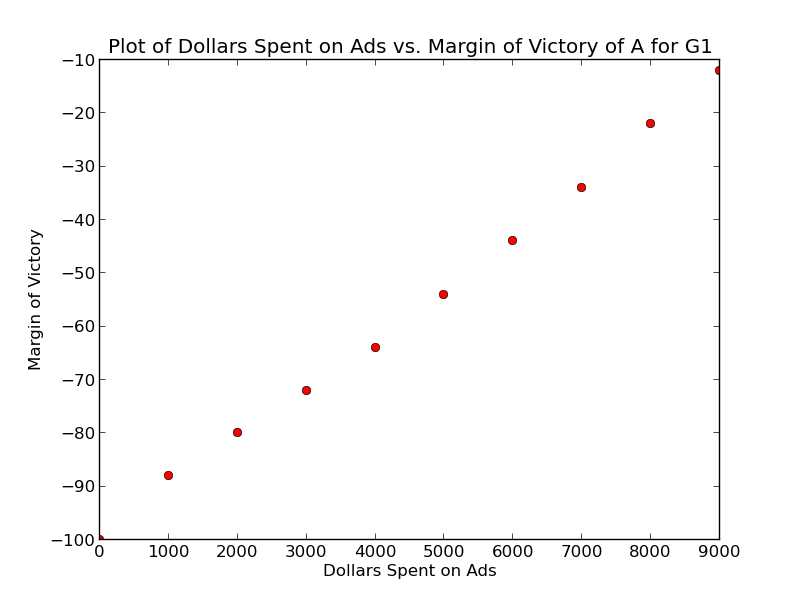 Plot of Dollars Spent on Ads vs. Margin of Victory of A for G1
−10
−20
−30
−40
−50
−60
−70
−80
−90
−100
Margin of Victory
0 1000 2000 3000 4000 5000 6000 7000 8000 9000
Dollars Spent on Ads